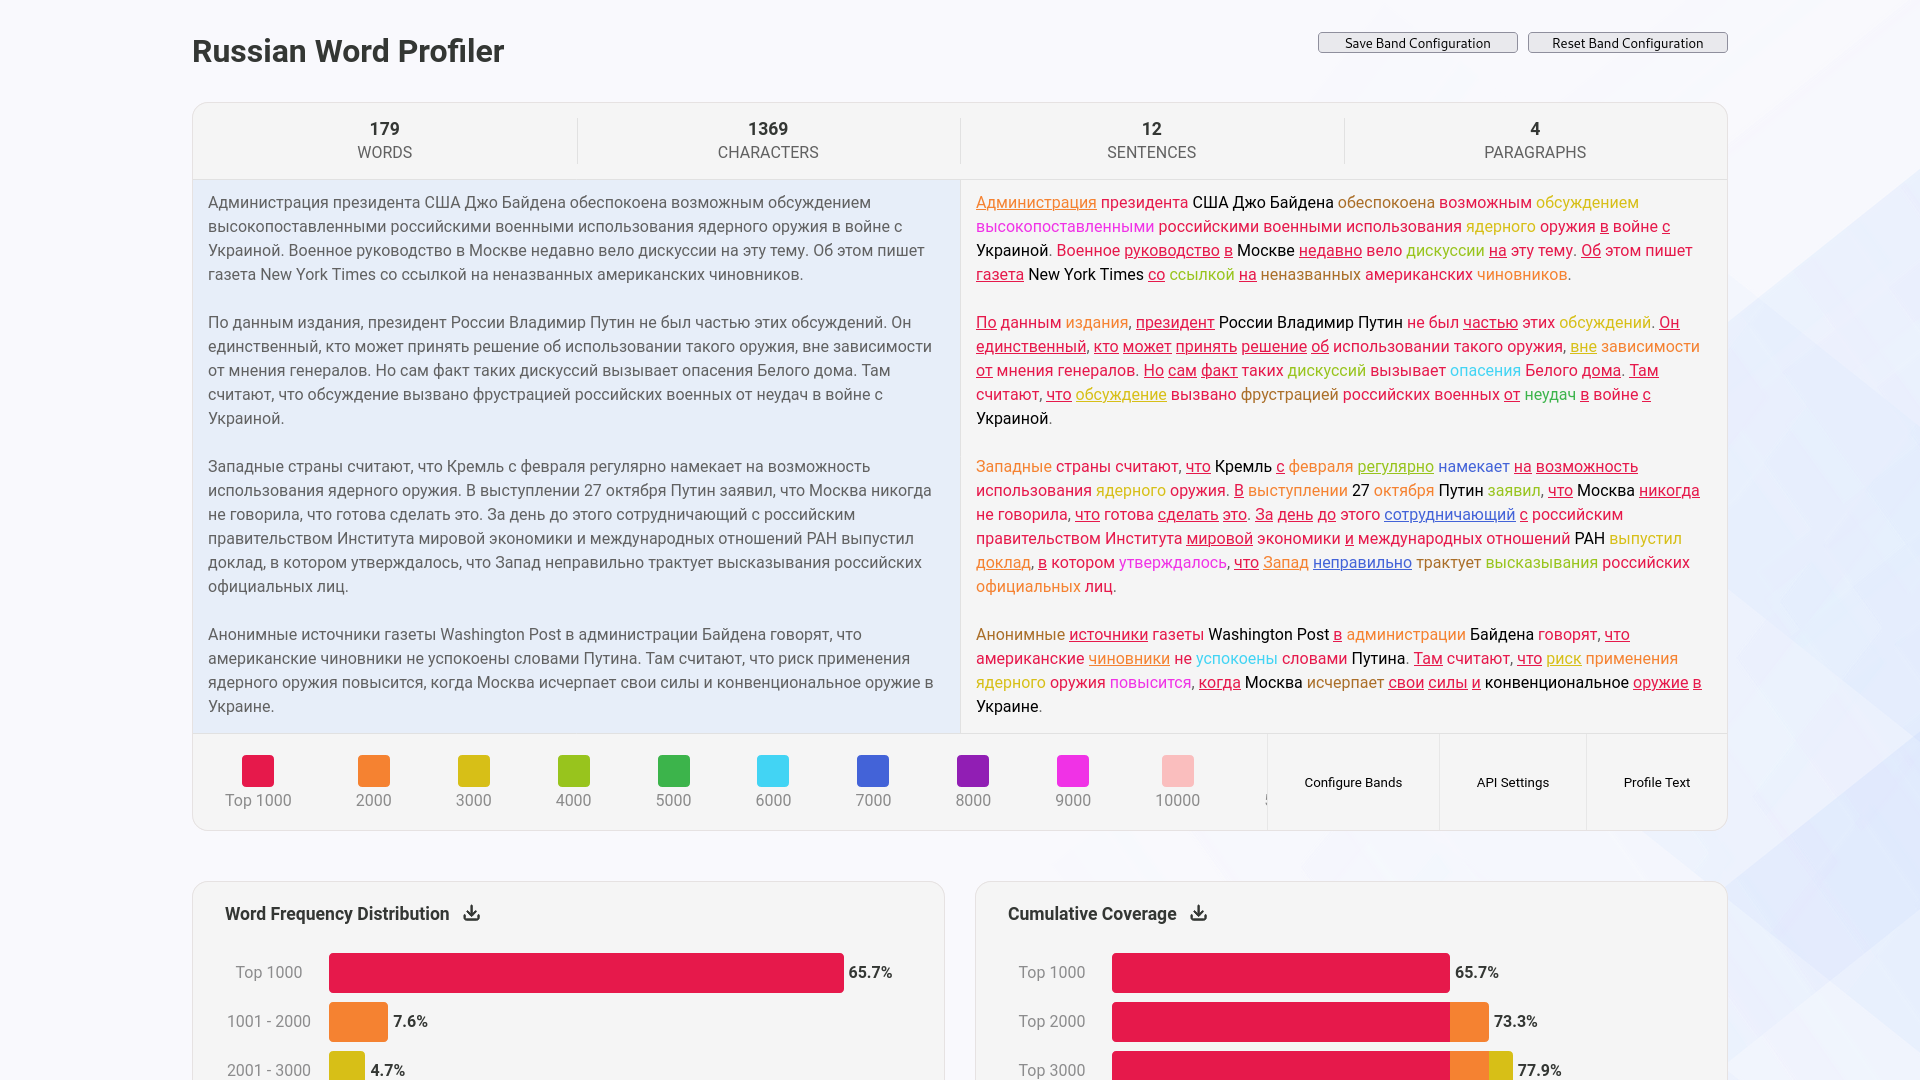 Russian Word Profiler
Save Band Configuration
Reset Band Configuration
179
WORDS
1369
CHARACTERS
12
SENTENCES
4
PARAGRAPHS
Администрация президента США Джо Байдена обеспокоена возможным обсуждением
высокопоставленными российскими военными использования ядерного оружия в войне с
Украиной. Военное руководство в Москве недавно вело дискуссии на эту тему. Об этом пишет
газета New York Times со ссылкой на неназванных американских чиновников.
По данным издания, президент России Владимир Путин не был частью этих обсуждений. Он
единственный, кто может принять решение об использовании такого оружия, вне зависимости
от мнения генералов. Но сам факт таких дискуссий вызывает опасения Белого дома. Там
считают, что обсуждение вызвано фрустрацией российских военных от неудач в войне с
Украиной.
Западные страны считают, что Кремль с февраля регулярно намекает на возможность
использования ядерного оружия. В выступлении 27 октября Путин заявил, что Москва никогда
не говорила, что готова сделать это. За день до этого сотрудничающий с российским
правительством Института мировой экономики и международных отношений РАН выпустил
доклад, в котором утверждалось, что Запад неправильно трактует высказывания российских
официальных лиц.
Анонимные источники газеты Washington Post в администрации Байдена говорят, что
американские чиновники не успокоены словами Путина. Там считают, что риск применения
ядерного оружия повысится, когда Москва исчерпает свои силы и конвенциональное оружие в
Украине.
Администрация президента США Джо Байдена обеспокоена возможным обсуждением
высокопоставленными российскими военными использования ядерного оружия в войне с
Украиной. Военное руководство в Москве недавно вело дискуссии на эту тему. Об этом пишет
газета New York Times со ссылкой на неназванных американских чиновников.
По данным издания, президент России Владимир Путин не был частью этих обсуждений. Он
единственный, кто может принять решение об использовании такого оружия, вне зависимости
от мнения генералов. Но сам факт таких дискуссий вызывает опасения Белого дома. Там
считают, что обсуждение вызвано фрустрацией российских военных от неудач в войне с
Украиной.
Западные страны считают, что Кремль с февраля регулярно намекает на возможность
использования ядерного оружия. В выступлении 27 октября Путин заявил, что Москва никогда
не говорила, что готова сделать это. За день до этого сотрудничающий с российским
правительством Института мировой экономики и международных отношений РАН выпустил
доклад, в котором утверждалось, что Запад неправильно трактует высказывания российских
официальных лиц.
Анонимные источники газеты Washington Post в администрации Байдена говорят, что
американские чиновники не успокоены словами Путина. Там считают, что риск применения
ядерного оружия повысится, когда Москва исчерпает свои силы и конвенциональное оружие в
Украине.
Top 1000
2000
3000
4000
5000
6000
7000
8000
9000
10000
Configure Bands
API Settings
Profile Text
Word Frequency Distribution
Top 1000
65.7%
1001 - 2000
7.6%
2001 - 3000
4.7%
Cumulative Coverage
Top 1000
65.7%
Top 2000
73.3%
Top 3000
77.9%